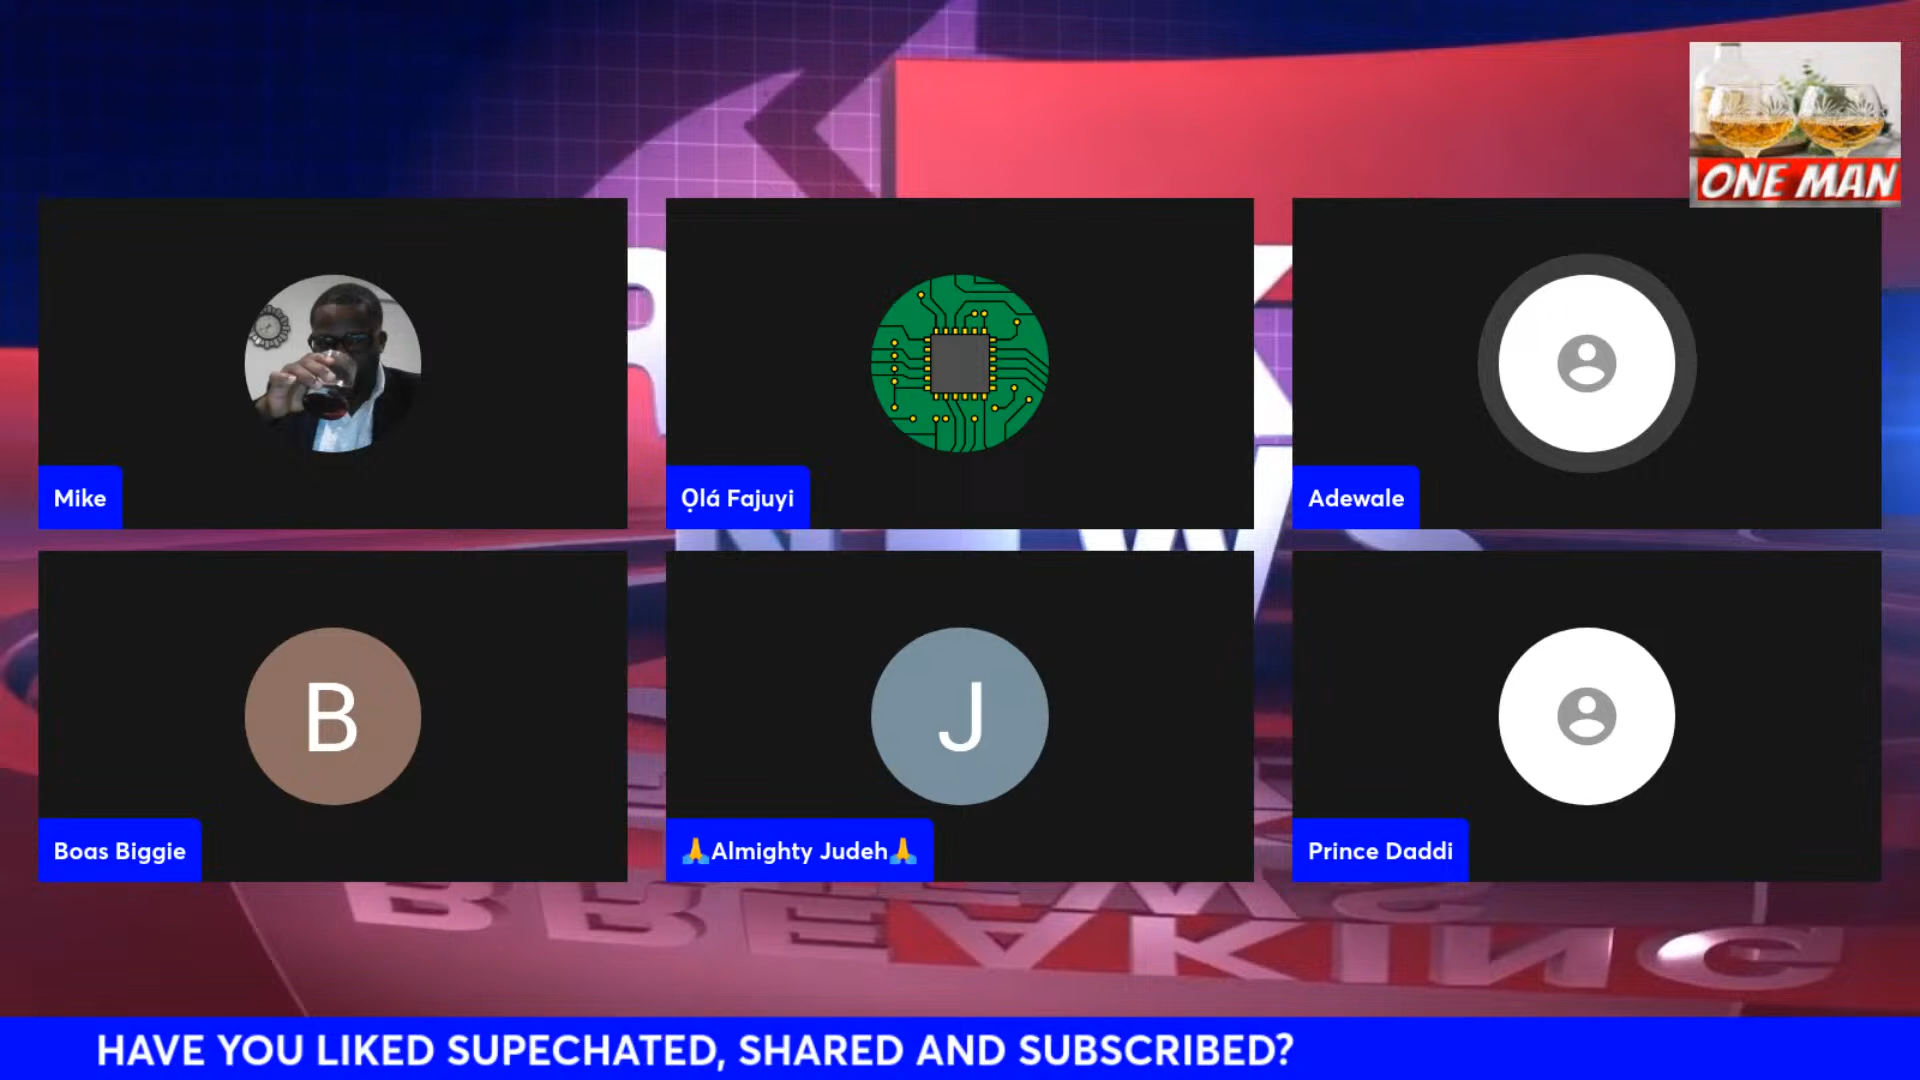 ONE MAN
Mike
Ọlá Fajuyi
Adewale
B
J
Boas Biggie
🙏Almighty Judeh🙏
Prince Daddi
BREAKING
HAVE YOU LIKED SUPECHATED, SHARED AND SUBSCRIBED?